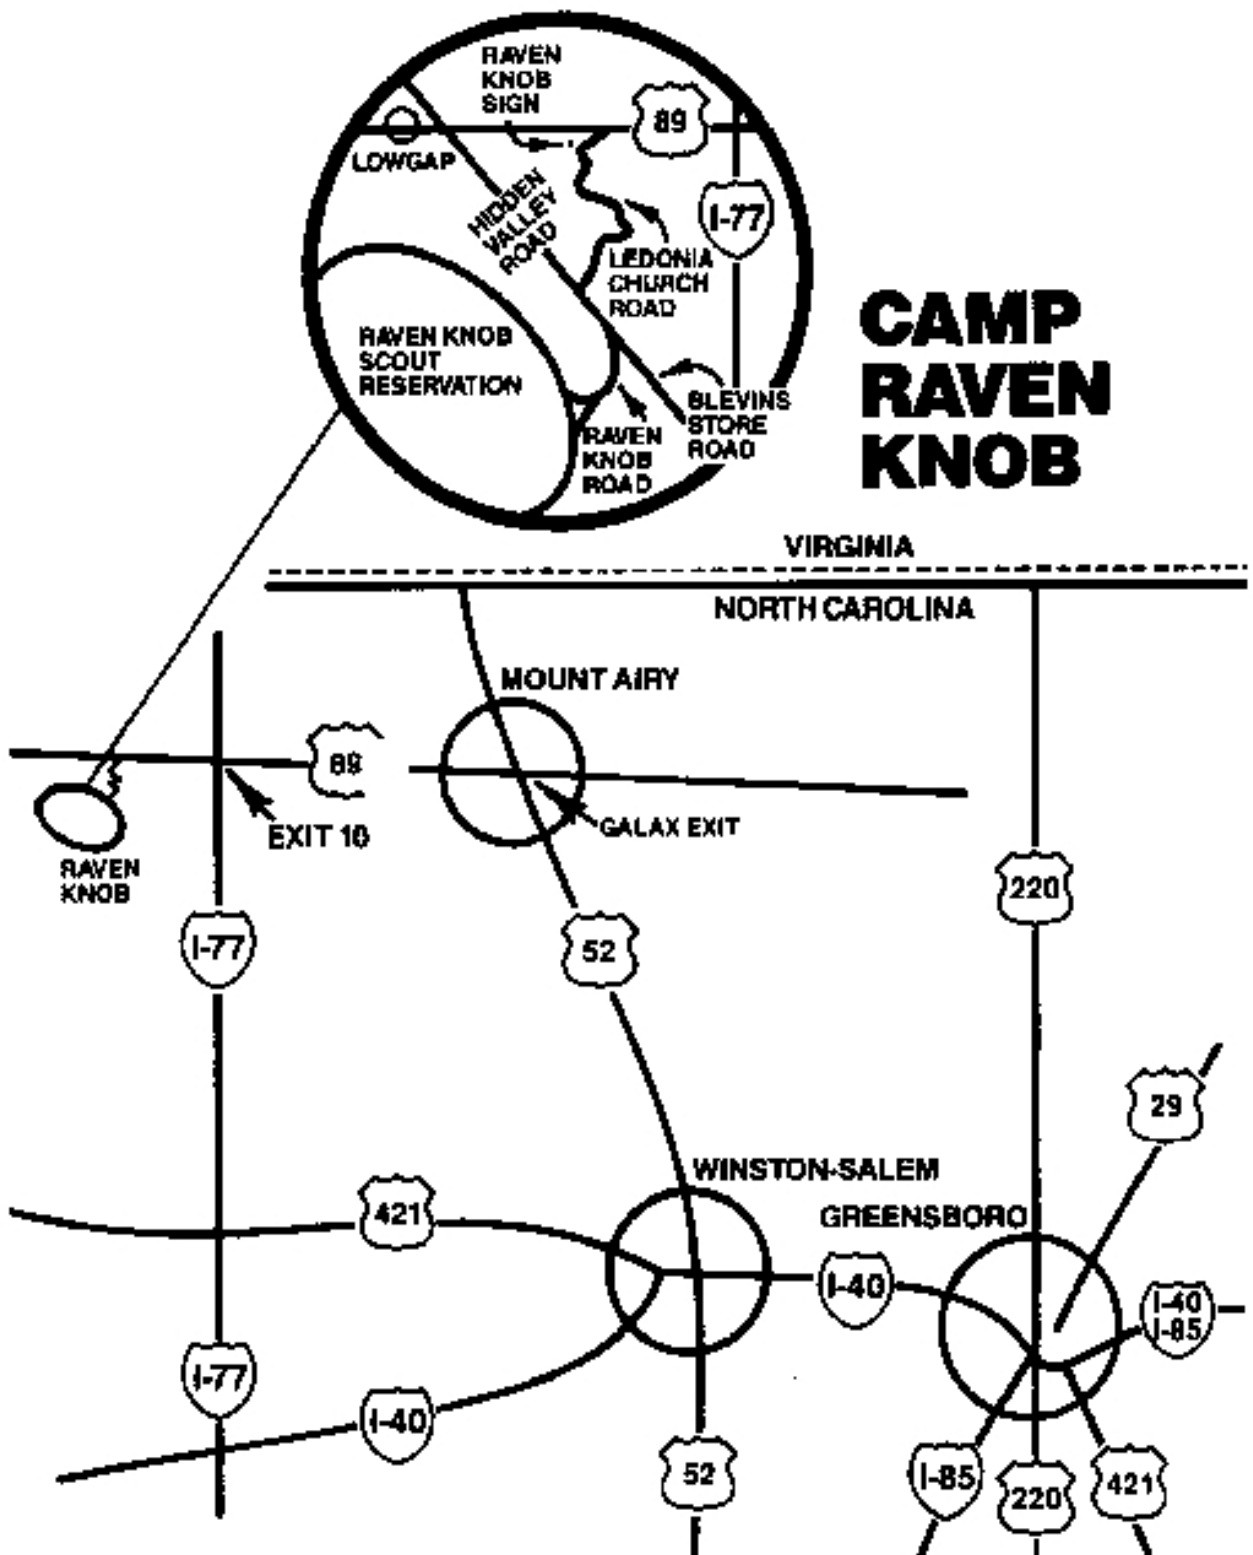 RAVEN
KNOB
SIGN
89
LOWGAP
HIDDEN
VALLEY
ROAD
I-77
LEDONIA
CHURCH
ROAD
RAVEN KNOB
SCOUT
RESERVATION
BLEVINS
STORE
ROAD
RAVEN
KNOB
ROAD
CAMP
RAVEN
KNOB
VIRGINIA
NORTH CAROLINA
MOUNT AIRY
89
EXIT 10
GALAX EXIT
RAVEN
KNOB
220
I-77
52
29
WINSTON-SALEM
421
GREENSBORO
I-40
I-40
I-85
I-77
I-40
52
I-85
220
421